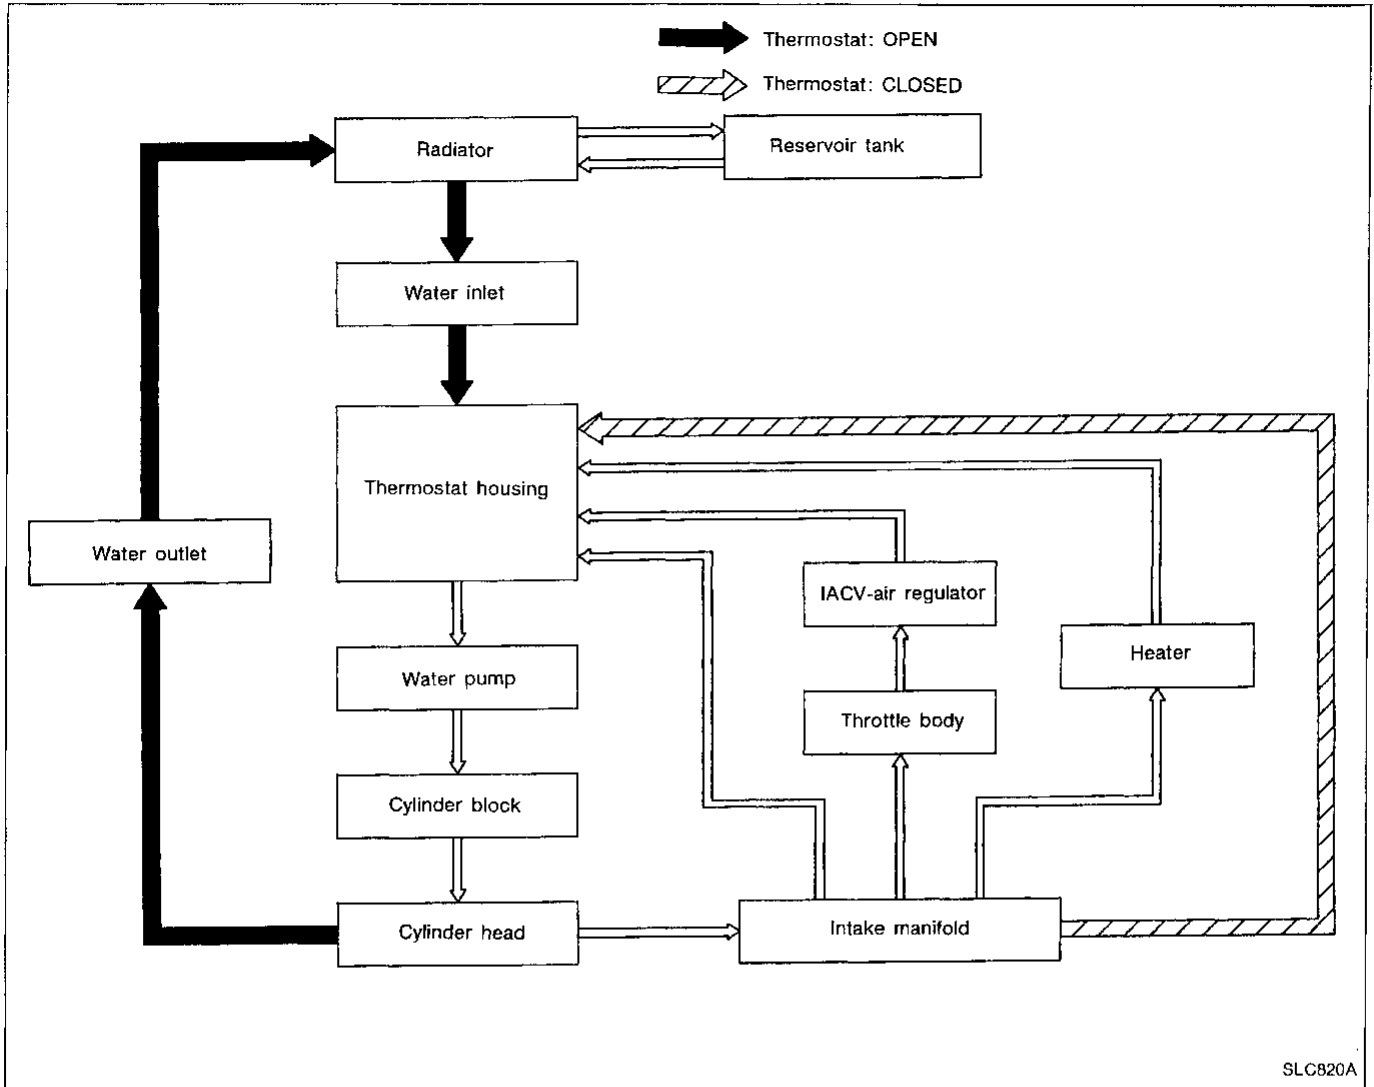 Thermostat: OPEN
Thermostat: CLOSED
Radiator
Reservoir tank
Water inlet
Thermostat housing
Water outlet
IACV-air regulator
Heater
Water pump
Throttle body
Cylinder block
Cylinder head
Intake manifold
SLC820A